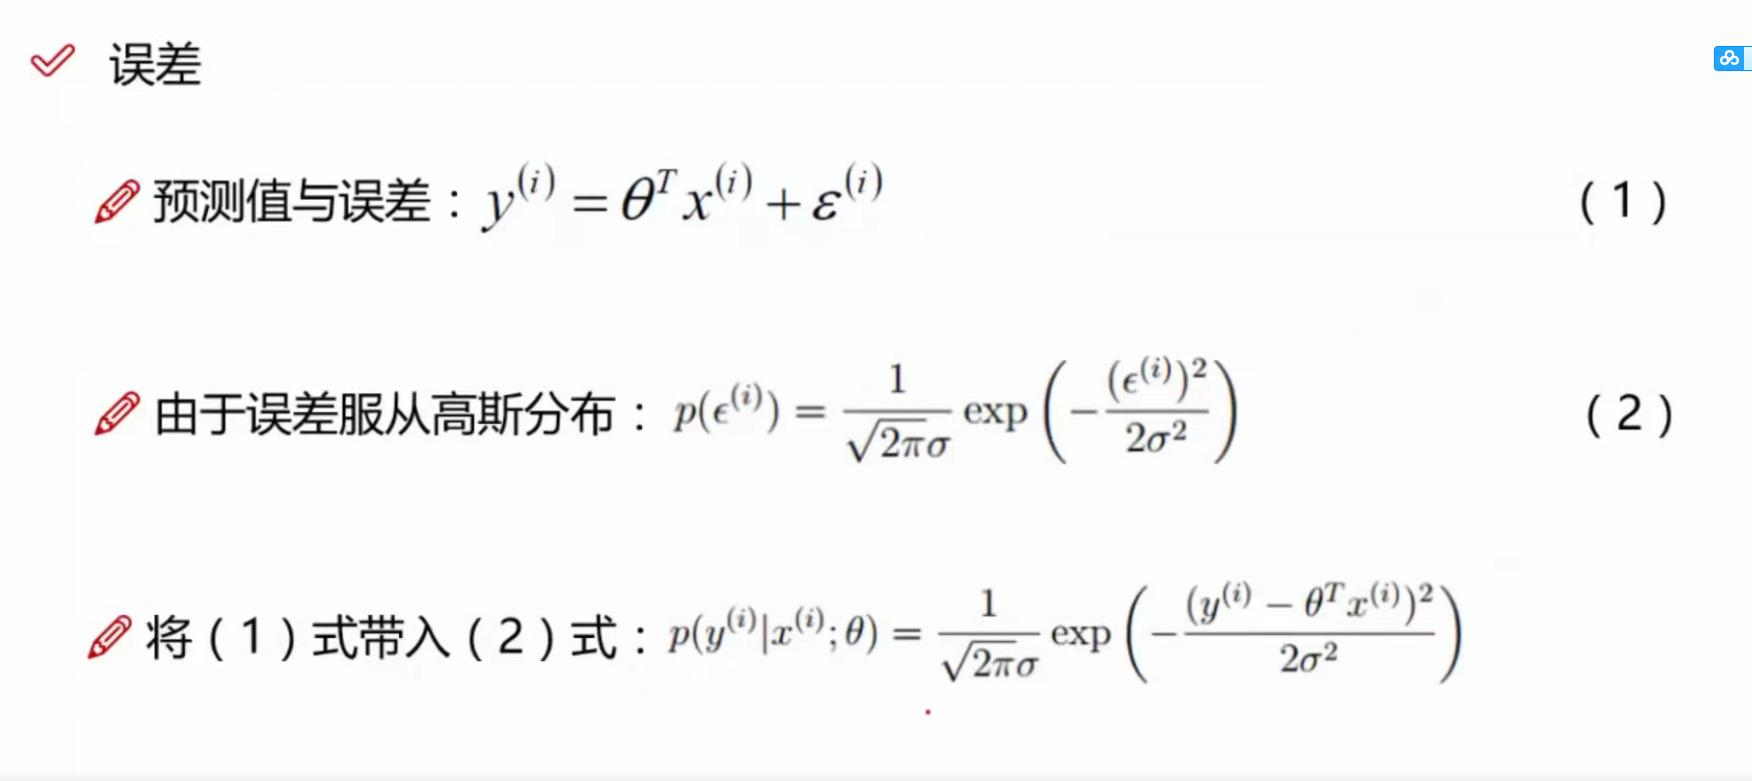 误差
预测值与误差：$y^{(i)} = \theta^T x^{(i)} + \varepsilon^{(i)}$ （1）
由于误差服从高斯分布：$p(\epsilon^{(i)}) = \frac{1}{\sqrt{2\pi}\sigma} \exp\left(-\frac{(\epsilon^{(i)})^2}{2\sigma^2}\right)$ （2）
将（1）式带入（2）式：$p(y^{(i)}|x^{(i)};\theta) = \frac{1}{\sqrt{2\pi}\sigma} \exp\left(-\frac{(y^{(i)} - \theta^T x^{(i)})^2}{2\sigma^2}\right)$